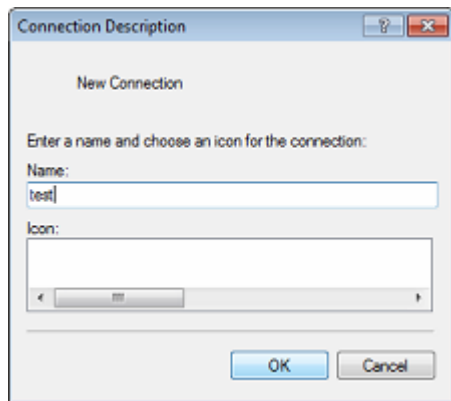 Connection Description
New Connection
Enter a name and choose an icon for the connection:
Name:
test
Icon:
OK Cancel